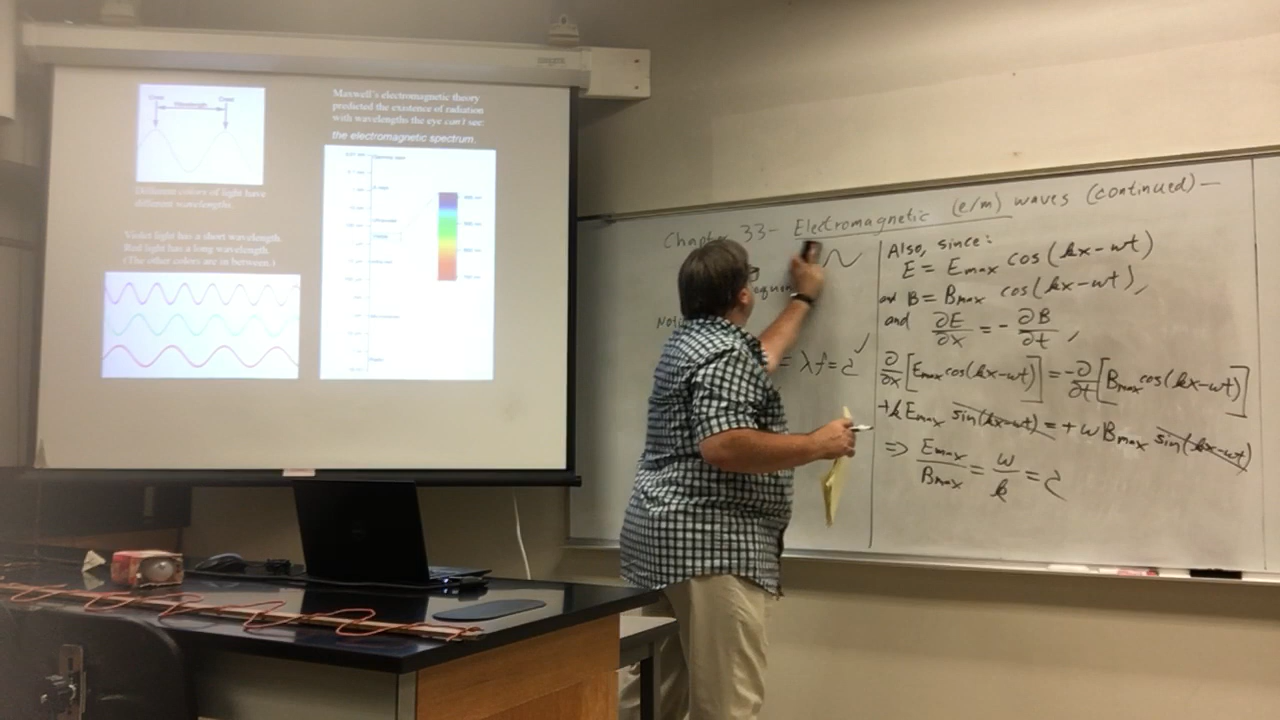 Crest
Crest
Wavelength
Different colors of light have
different wavelengths.
Violet light has a short wavelength.
Red light has a long wavelength.
(The other colors are in between.)
Maxwell's electromagnetic theory
predicted the existence of radiation
with wavelengths the eye can't see:
the electromagnetic spectrum.
Chapter 33- Electromagnetic (e/m) waves (continued)—
= λf = c ✓
Also, since:
E = Emax cos(kx-ωt)
and B = Bmax cos(kx-ωt),
and ∂E/∂x = - ∂B/∂t,
∂/∂x [Emax cos(kx-ωt)] = -∂/∂t [Bmax cos(kx-ωt)]
+k Emax sin(kx-ωt) = +ω Bmax sin(kx-ωt)
⇒ Emax/Bmax = ω/k = c